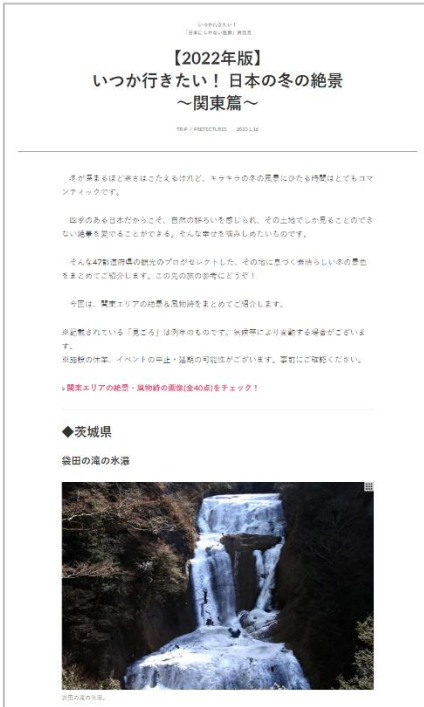 いつか行きたい！
「日本にしかない絶景」再発見
【2022年版】
いつか行きたい！ 日本の冬の絶景
～関東篇～
TRIP / PREFECTURES 2022.1.16
冬が深まるほど寒さはこたえるけれど、キラキラの冬の風景にひたる時間はとてもロマ
ンティックです。
四季のある日本だからこそ、自然の移ろいを感じられ、その土地でしか見ることのでき
ない絶景を愛でることができる。そんな幸せを噛みしめたいものです。
そんな47都道府県の観光のプロがセレクトした、その地に息づく素晴らしい冬の景色
をまとめてご紹介します。この先の旅の参考にどうぞ！
今回は、関東エリアの絶景＆風物詩をまとめてご紹介します。
※記載されている「見ごろ」は例年のものです。気候等により変動する場合がございま
す。
※施設の休業、イベントの中止・延期の可能性がございます。事前にご確認ください。
»関東エリアの絶景・風物詩の画像(全40点)をチェック！
◆茨城県
袋田の滝の氷瀑
袋田の滝の氷瀑。